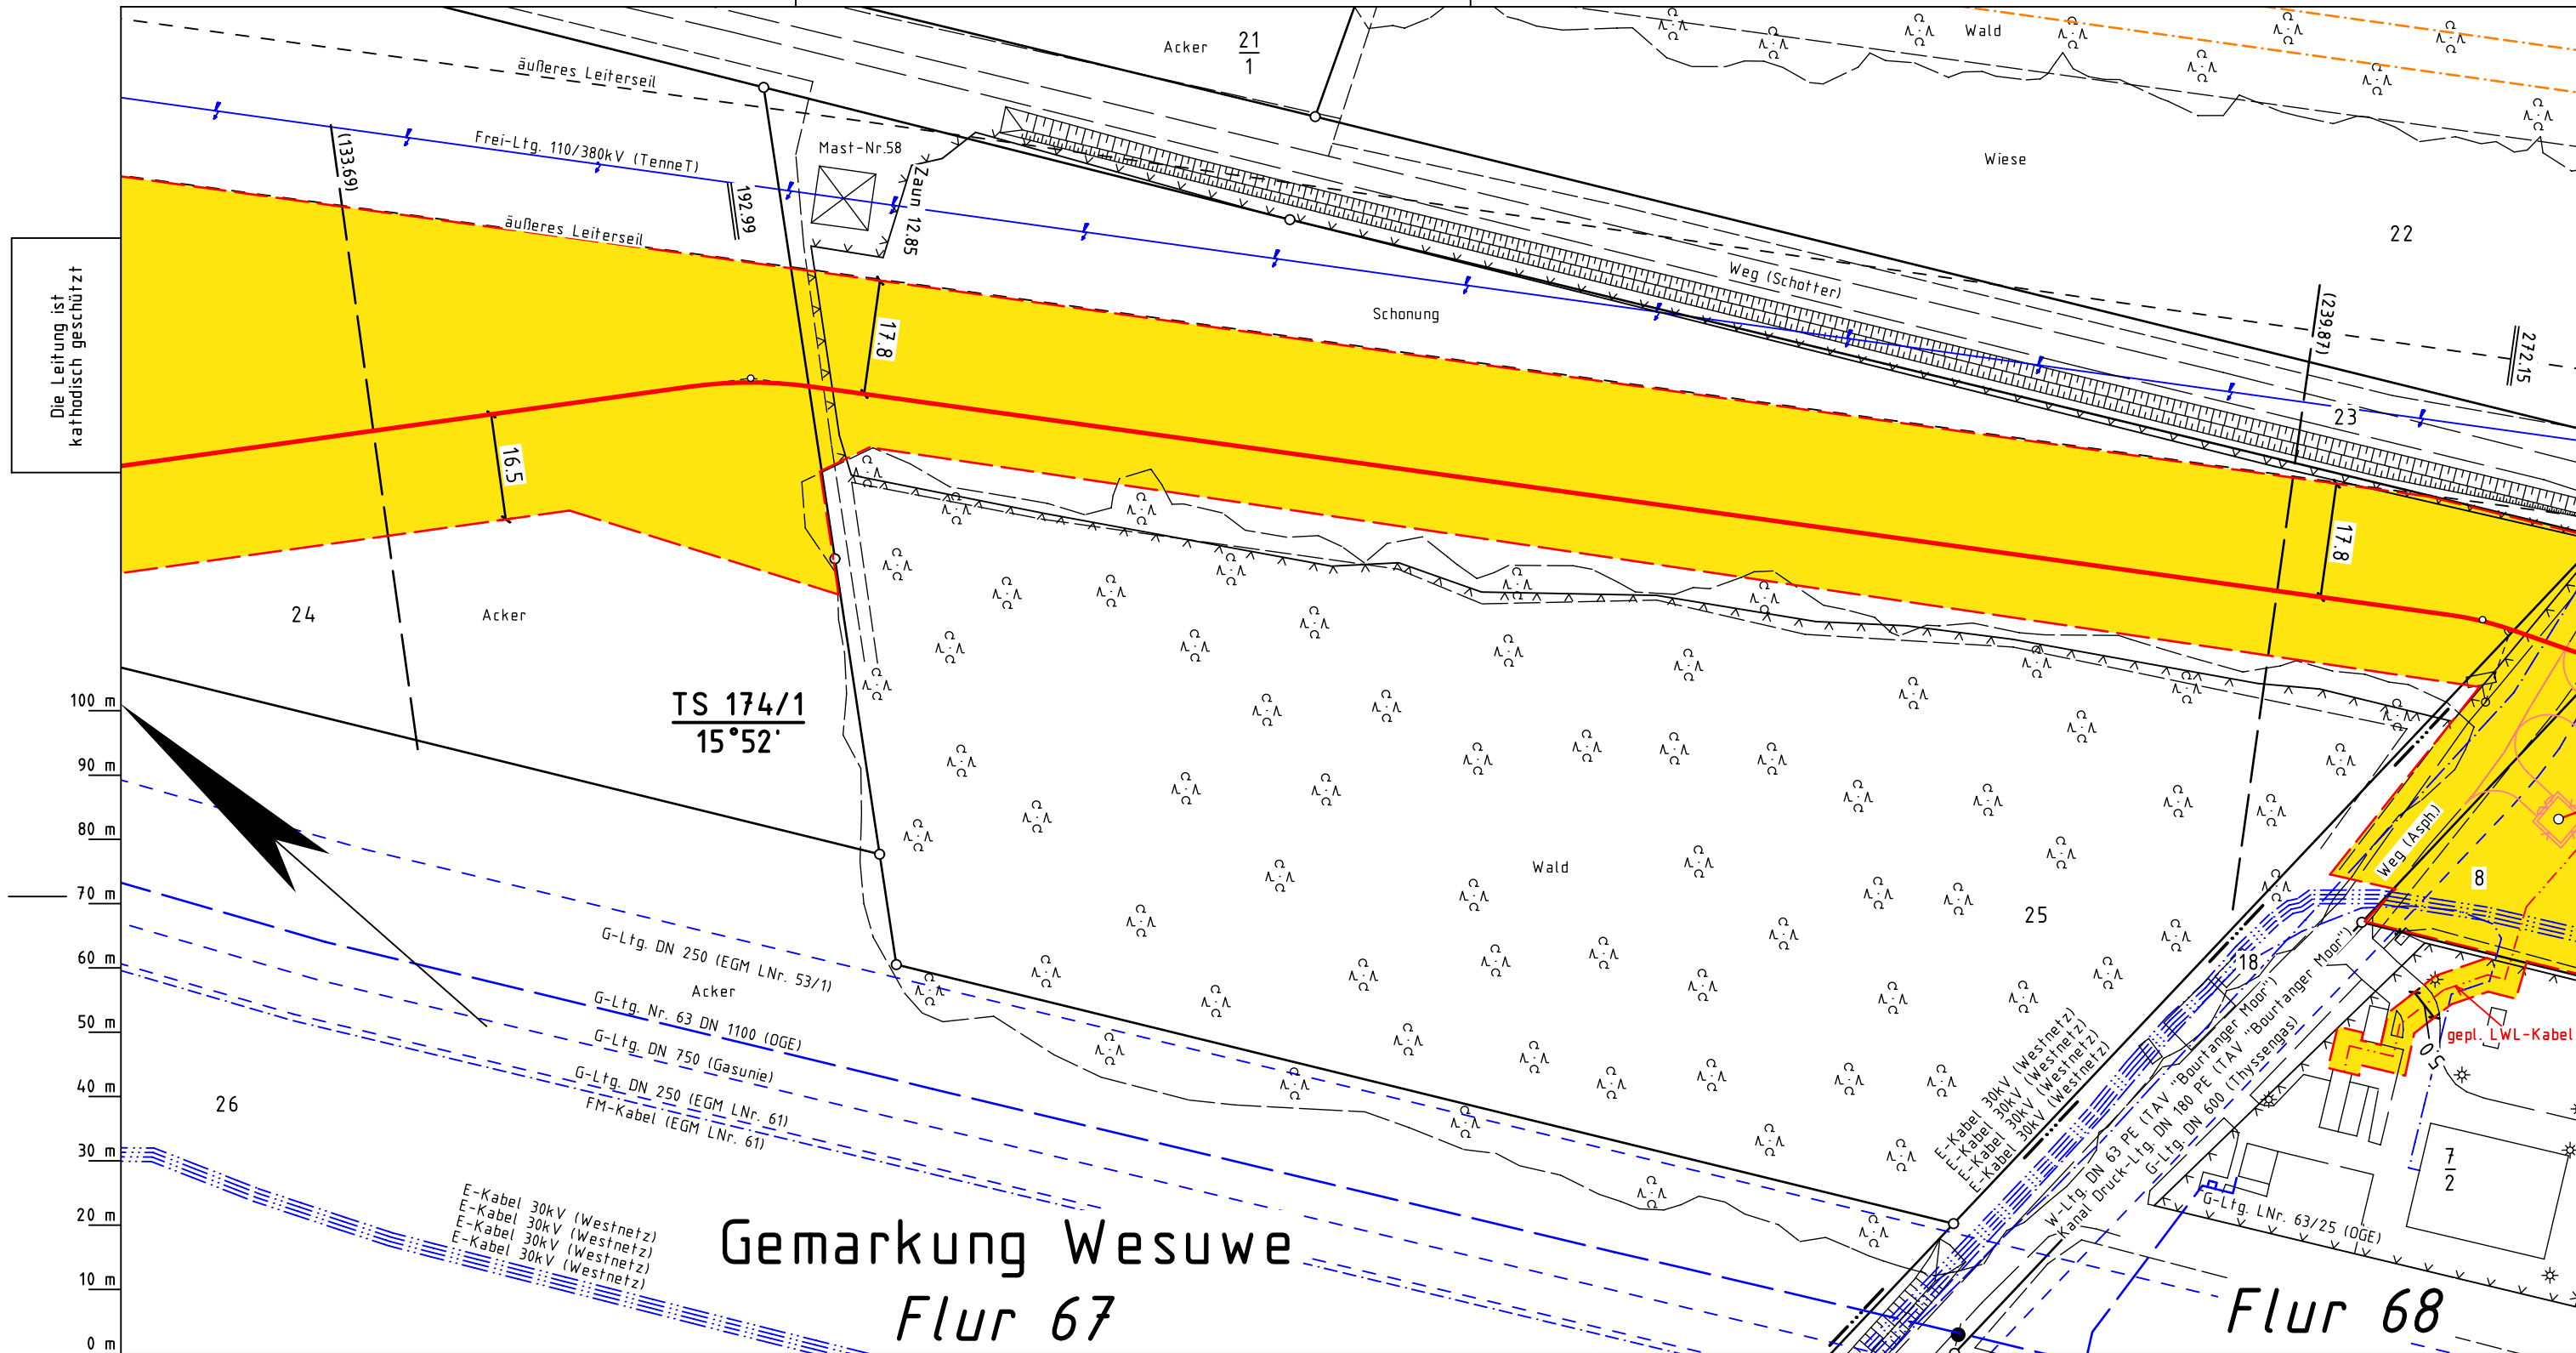 Acker
21
1
Wald
äußeres Leiterseil
Frei-Ltg. 110/380kV (TenneT)
Mast-Nr.58
(133.69)
192.99
Zaun 12.85
Wiese
22
äußeres Leiterseil
Die Leitung ist
kathodisch geschützt
17.8
Schonung
Weg (Schotter)
(239.87)
272.15
23
16.5
17.8
24
Acker
TS 174/1
15°52'
100 m
90 m
80 m
70 m
60 m
50 m
40 m
30 m
20 m
10 m
0 m
Wald
25
Weg (Asph.)
8
18
G-Ltg. DN 250 (EGM LNr. 53/1)
Acker
G-Ltg. Nr. 63 DN 1100 (OGE)
G-Ltg. DN 750 (Gasunie)
G-Ltg. DN 250 (EGM LNr. 61)
FM-Kabel (EGM LNr. 61)
26
E-Kabel 30kV (Westnetz)
E-Kabel 30kV (Westnetz)
E-Kabel 30kV (Westnetz)
E-Kabel 30kV (Westnetz)
E-Kabel 30kV (Westnetz)
E-Kabel 30kV (Westnetz)
E-Kabel 30kV (Westnetz)
E-Kabel 30kV (Westnetz)
W-Ltg. DN 63 PE (TAV "Bourtanger Moor")
Kanal Druck-Ltg. DN 180 PE (TAV "Bourtanger Moor")
G-Ltg. DN 600 (Thyssengas)
gepl. LWL-Kabel
5.0
7
2
G-Ltg. LNr. 63/25 (OGE)
Gemarkung Wesuwe
Flur 67
Flur 68